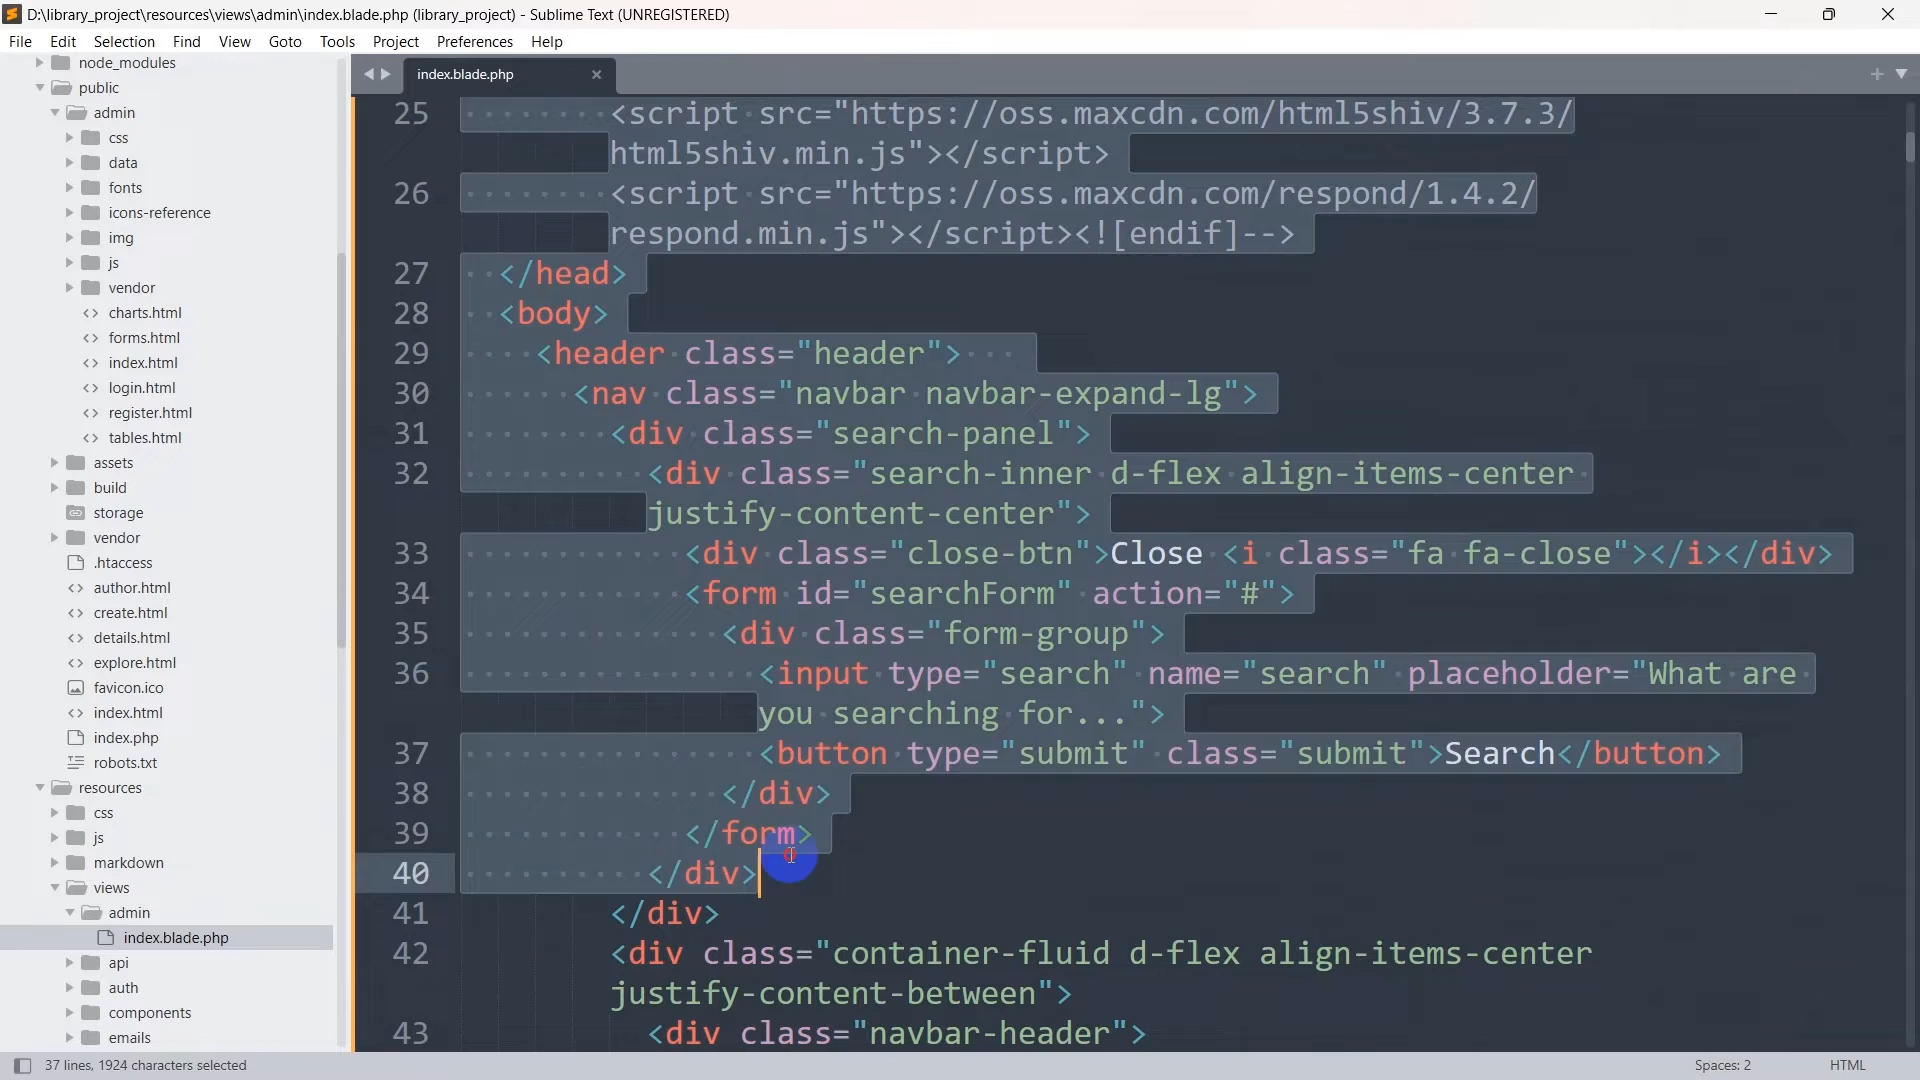 D:\library_project\resources\views\admin\index.blade.php (library_project) - Sublime Text (UNREGISTERED)
File Edit Selection Find View Goto Tools Project Preferences Help
node_modules
public
admin
css
data
fonts
icons-reference
img
js
vendor
charts.html
forms.html
index.html
login.html
register.html
tables.html
assets
build
storage
vendor
.htaccess
author.html
create.html
details.html
explore.html
favicon.ico
index.html
index.php
robots.txt
resources
css
js
markdown
views
admin
index.blade.php
api
auth
components
emails
index.blade.php
25 <script src="https://oss.maxcdn.com/html5shiv/3.7.3/
html5shiv.min.js"></script>
26 <script src="https://oss.maxcdn.com/respond/1.4.2/
respond.min.js"></script><![endif]-->
27 </head>
28 <body>
29 <header class="header">
30 <nav class="navbar navbar-expand-lg">
31 <div class="search-panel">
32 <div class="search-inner d-flex align-items-center
justify-content-center">
33 <div class="close-btn">Close <i class="fa fa-close"></i></div>
34 <form id="searchForm" action="#">
35 <div class="form-group">
36 <input type="search" name="search" placeholder="What are
you searching for...">
37 <button type="submit" class="submit">Search</button>
38 </div>
39 </form>
40 </div>
41 </div>
42 <div class="container-fluid d-flex align-items-center
justify-content-between">
43 <div class="navbar-header">
37 lines, 1924 characters selected
Spaces: 2 HTML